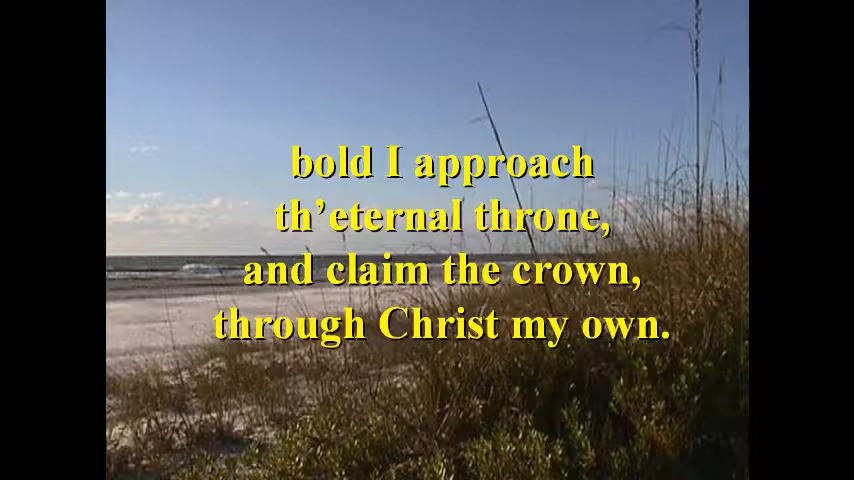 bold I approach
th’eternal throne,
and claim the crown,
through Christ my own.